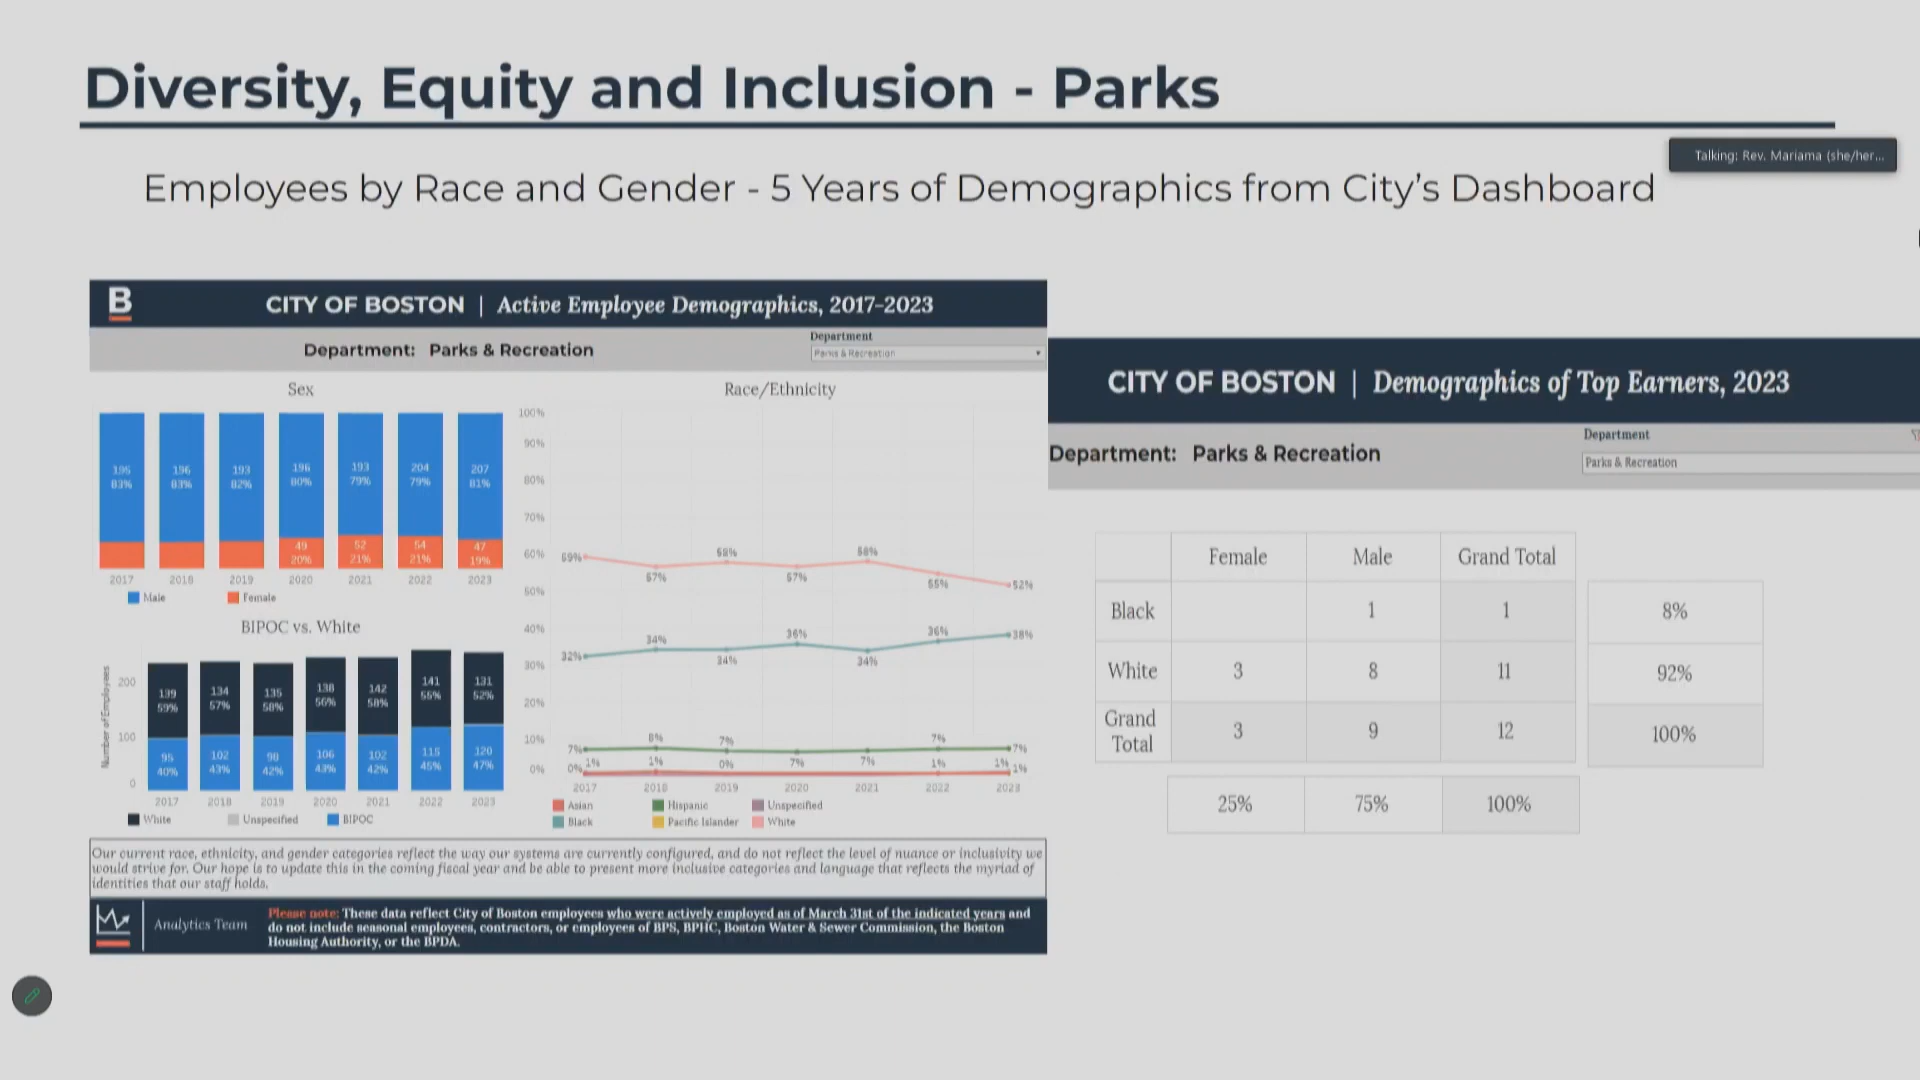 Diversity, Equity and Inclusion - Parks
Talking: Rev. Mariama (she/her...
Employees by Race and Gender - 5 Years of Demographics from City's Dashboard
B
CITY OF BOSTON | Active Employee Demographics, 2017-2023
Department: Parks & Recreation
Department
Parks & Recreation
Sex
195 196 193 196 193 204 207
83% 83% 82% 80% 79% 79% 81%
49 52 54 47
20% 21% 21% 19%
2017 2018 2019 2020 2021 2022 2023
Male Female
BIPOC vs. White
Number of Employees
200
100
0
139 134 135 138 142 141 131
59% 57% 58% 56% 58% 55% 52%
95 102 98 106 102 115 120
40% 43% 42% 43% 42% 45% 47%
2017 2018 2019 2020 2021 2022 2023
White Unspecified BIPOC
Race/Ethnicity
100%
90%
80%
70%
60%
50%
40%
30%
20%
10%
0%
59% 57% 58% 57% 58% 55% 52%
32% 34% 34% 36% 34% 36% 38%
7% 8% 7% 7% 7% 7% 7%
0% 1% 1% 0% 1% 1% 1%
2017 2018 2019 2020 2021 2022 2023
Asian Hispanic Unspecified
Black Pacific Islander White
Our current race, ethnicity, and gender categories reflect the way our systems are currently configured, and do not reflect the level of nuance or inclusivity we
would strive for. Our hope is to update this in the coming fiscal year and be able to present more inclusive categories and language that reflects the myriad of
identities that our staff holds.
Analytics Team
Please note: These data reflect City of Boston employees who were actively employed as of March 31st of the indicated years and
do not include seasonal employees, contractors, or employees of BPS, BPHC, Boston Water & Sewer Commission, the Boston
Housing Authority, or the BPDA.
CITY OF BOSTON | Demographics of Top Earners, 2023
Department: Parks & Recreation
Department
Parks & Recreation
Female Male Grand Total
Black 1 1 8%
White 3 8 11 92%
Grand Total 3 9 12 100%
25% 75% 100%